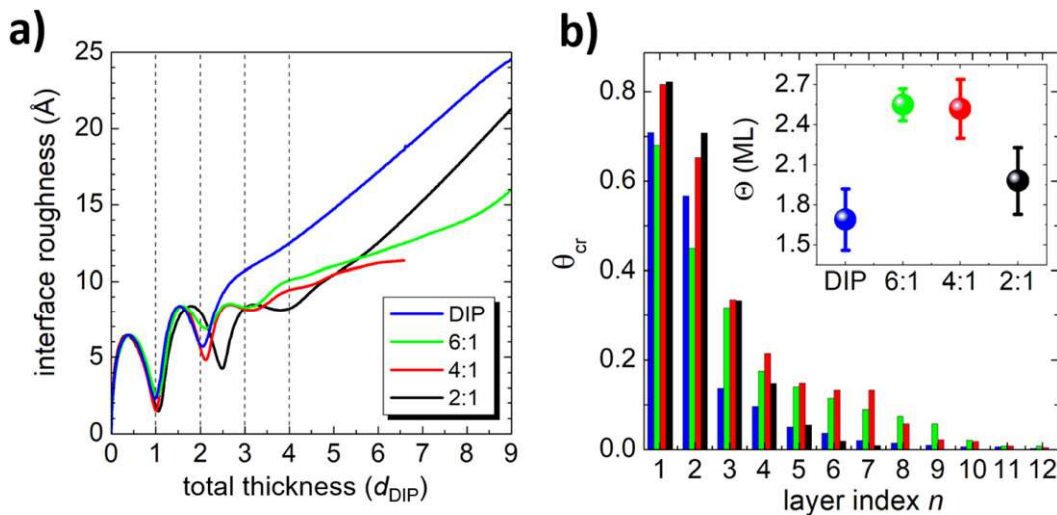 a)
25
20
15
10
5
0
interface roughness (Å)
DIP
6:1
4:1
2:1
0 1 2 3 4 5 6 7 8 9
total thickness (dDIP)
b)
0.8
0.6
0.4
0.2
0.0
θcr
2.7
2.4
2.1
1.8
1.5
Θ (ML)
DIP 6:1 4:1 2:1
1 2 3 4 5 6 7 8 9 10 11 12
layer index n